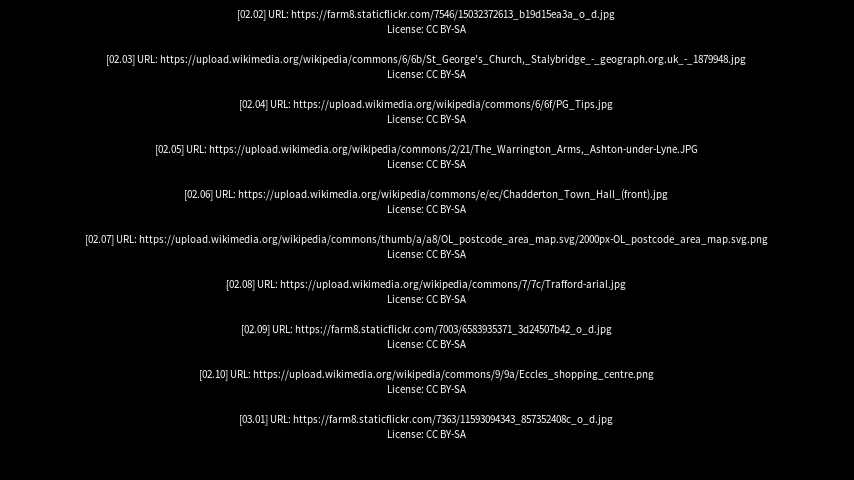 [02.02] URL: https://farm8.staticflickr.com/7546/15032372613_b19d15ea3a_o_d.jpg
License: CC BY-SA
[02.03] URL: https://upload.wikimedia.org/wikipedia/commons/6/6b/St_George's_Church,_Stalybridge_-_geograph.org.uk_-_1879948.jpg
License: CC BY-SA
[02.04] URL: https://upload.wikimedia.org/wikipedia/commons/6/6f/PG_Tips.jpg
License: CC BY-SA
[02.05] URL: https://upload.wikimedia.org/wikipedia/commons/2/21/The_Warrington_Arms,_Ashton-under-Lyne.JPG
License: CC BY-SA
[02.06] URL: https://upload.wikimedia.org/wikipedia/commons/e/ec/Chadderton_Town_Hall_(front).jpg
License: CC BY-SA
[02.07] URL: https://upload.wikimedia.org/wikipedia/commons/thumb/a/a8/OL_postcode_area_map.svg/2000px-OL_postcode_area_map.svg.png
License: CC BY-SA
[02.08] URL: https://upload.wikimedia.org/wikipedia/commons/7/7c/Trafford-arial.jpg
License: CC BY-SA
[02.09] URL: https://farm8.staticflickr.com/7003/6583935371_3d24507b42_o_d.jpg
License: CC BY-SA
[02.10] URL: https://upload.wikimedia.org/wikipedia/commons/9/9a/Eccles_shopping_centre.png
License: CC BY-SA
[03.01] URL: https://farm8.staticflickr.com/7363/11593094343_857352408c_o_d.jpg
License: CC BY-SA